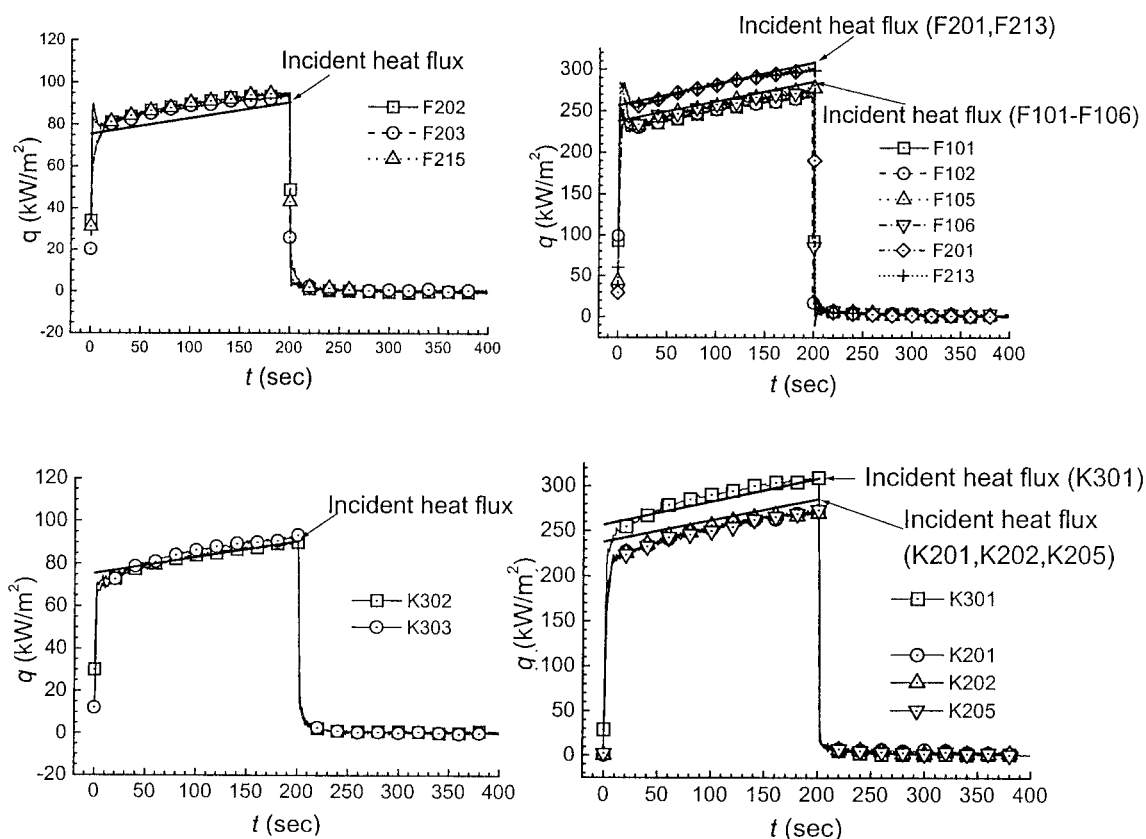 Incident heat flux
F202
F203
F215
q (kW/m²)
120
100
80
60
40
20
0
-20
0 50 100 150 200 250 300 350 400
t (sec)
Incident heat flux (F201,F213)
Incident heat flux (F101-F106)
F101
F102
F105
F106
F201
F213
q (kW/m²)
300
250
200
150
100
50
0
0 50 100 150 200 250 300 350 400
t (sec)
Incident heat flux
K302
K303
q (kW/m²)
120
100
80
60
40
20
0
-20
0 50 100 150 200 250 300 350 400
t (sec)
Incident heat flux (K301)
Incident heat flux
(K201,K202,K205)
K301
K201
K202
K205
q (kW/m²)
300
250
200
150
100
50
0
0 50 100 150 200 250 300 350 400
t (sec)